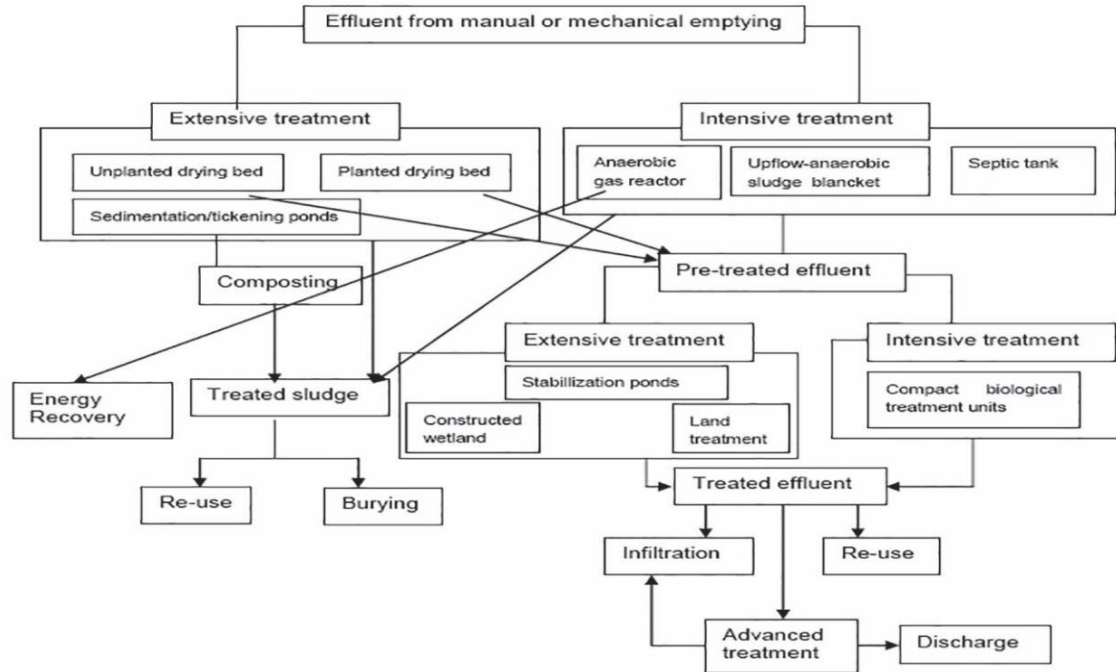 Effluent from manual or mechanical emptying
Extensive treatment
Intensive treatment
Unplanted drying bed
Planted drying bed
Sedimentation/tickening ponds
Anaerobic
gas reactor
Upflow-anaerobic
sludge blancket
Septic tank
Composting
Pre-treated effluent
Extensive treatment
Intensive treatment
Stabillization ponds
Constructed
wetland
Land
treatment
Compact biological
treatment units
Energy
Recovery
Treated sludge
Re-use
Burying
Treated effluent
Infiltration
Re-use
Advanced
treatment
Discharge